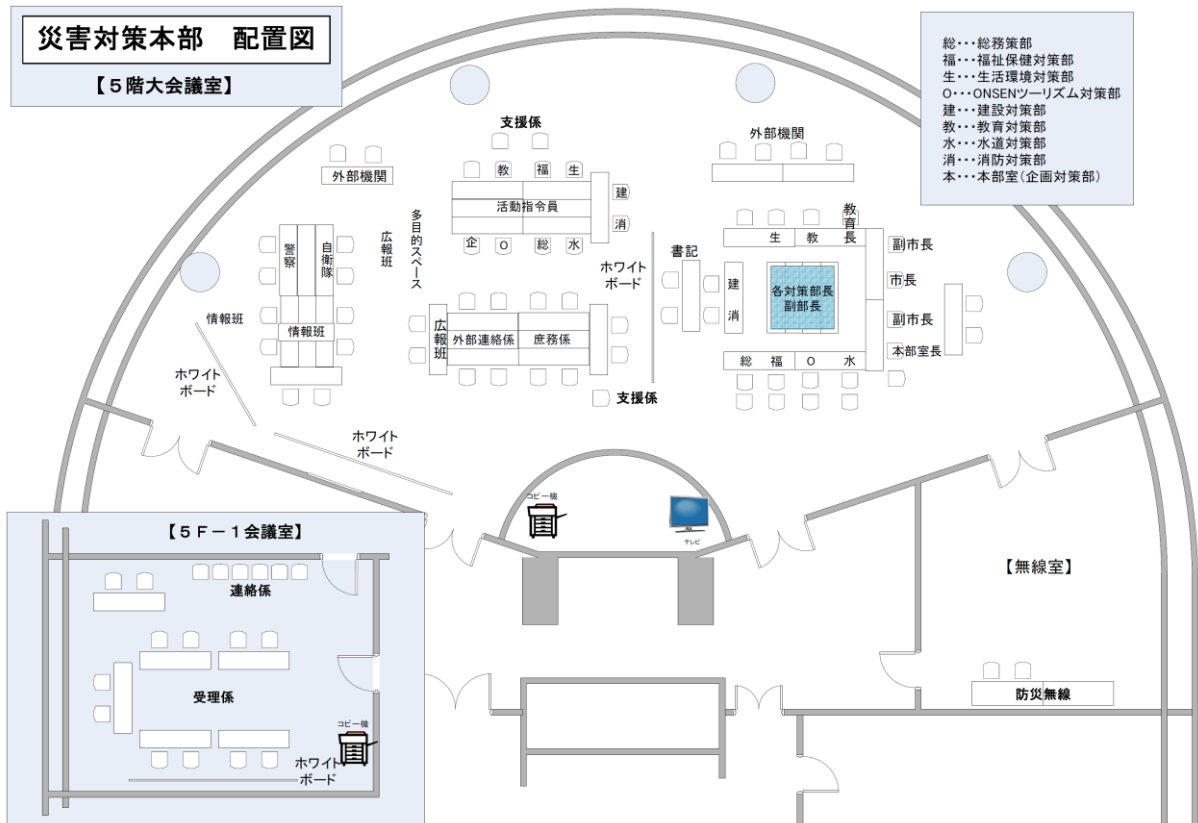 災害対策本部　配置図
【５階大会議室】
総・・・総務策部
福・・・福祉保健対策部
生・・・生活環境対策部
O・・・ONSENツーリズム対策部
建・・・建設対策部
教・・・教育対策部
水・・・水道対策部
消・・・消防対策部
本・・・本部室(企画対策部)
支援係
外部機関
教
福
生
活動指令員
建
消
企
O
総
水
外部機関
警察
自衛隊
広報班
多目的スペース
情報班
情報班
ホワイト
ボード
ホワイト
ボード
広報班
外部連絡係
庶務係
支援係
ホワイト
ボード
書記
外部機関
教育長
生
教
副市長
市長
副市長
本部室長
建
消
各対策部長
副部長
総
福
O
水
コピー機
テレビ
【５Ｆ－１会議室】
連絡係
受理係
コピー機
ホワイト
ボード
【無線室】
防災無線